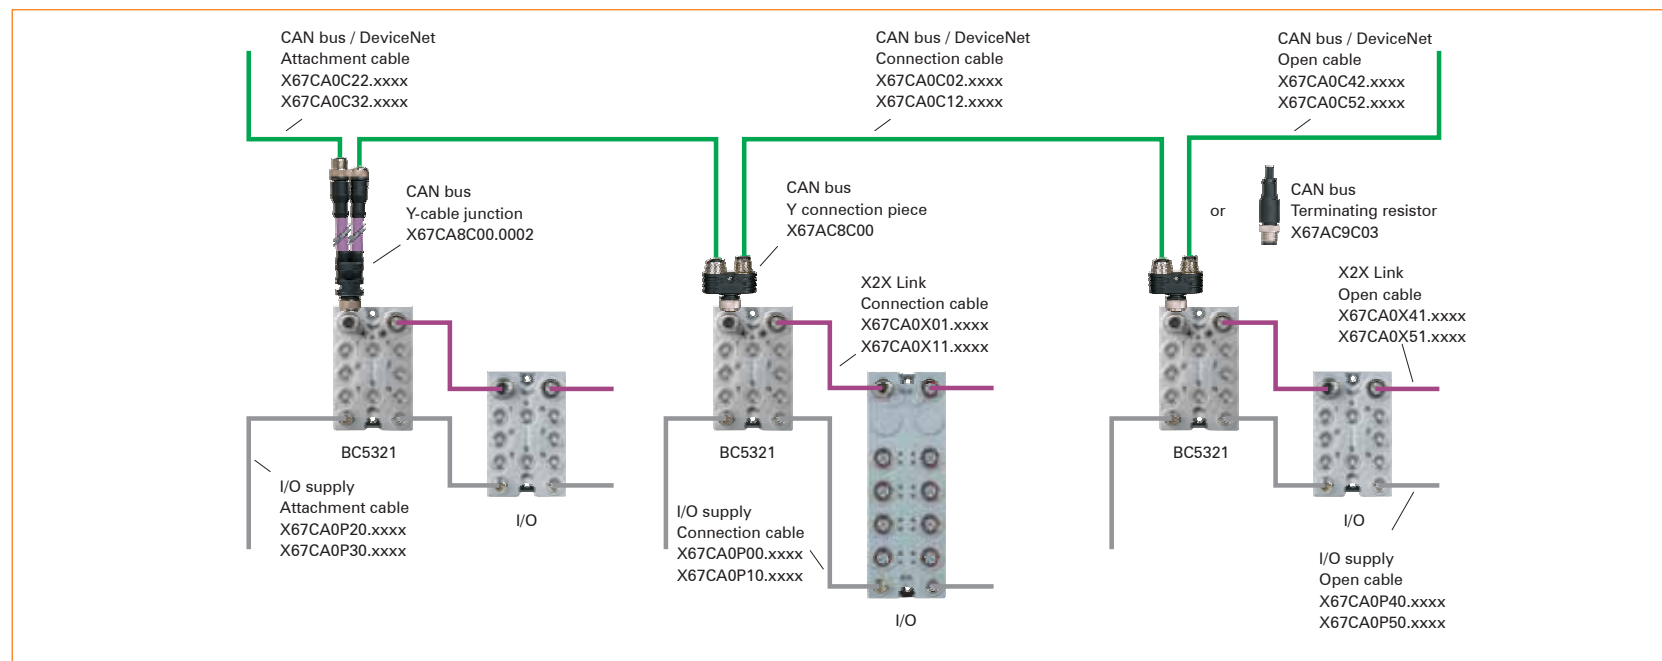 CAN bus / DeviceNet
Attachment cable
X67CA0C22.xxxx
X67CA0C32.xxxx
CAN bus / DeviceNet
Connection cable
X67CA0C02.xxxx
X67CA0C12.xxxx
CAN bus / DeviceNet
Open cable
X67CA0C42.xxxx
X67CA0C52.xxxx
CAN bus
Y-cable junction
X67CA8C00.0002
CAN bus
Y connection piece
X67AC8C00
or
CAN bus
Terminating resistor
X67AC9C03
X2X Link
Connection cable
X67CA0X01.xxxx
X67CA0X11.xxxx
X2X Link
Open cable
X67CA0X41.xxxx
X67CA0X51.xxxx
BC5321
BC5321
BC5321
I/O supply
Attachment cable
X67CA0P20.xxxx
X67CA0P30.xxxx
I/O
I/O supply
Connection cable
X67CA0P00.xxxx
X67CA0P10.xxxx
I/O
I/O
I/O supply
Open cable
X67CA0P40.xxxx
X67CA0P50.xxxx